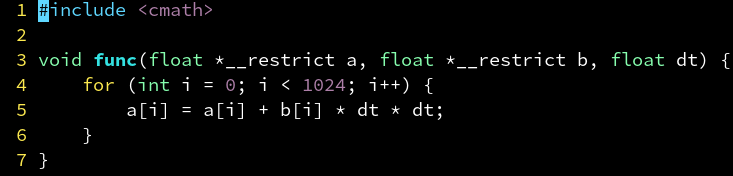 1 #include <cmath>
2
3 void func(float *__restrict a, float *__restrict b, float dt) {
4     for (int i = 0; i < 1024; i++) {
5         a[i] = a[i] + b[i] * dt * dt;
6     }
7 }